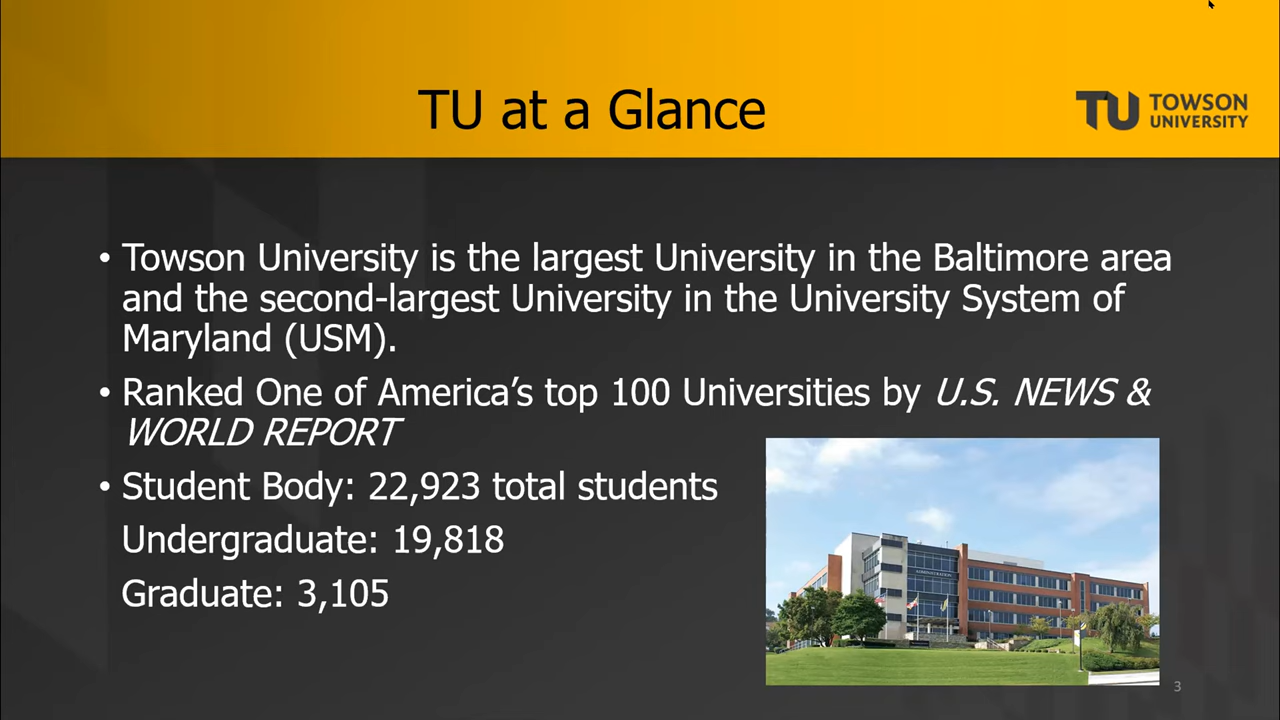 TU at a Glance
TU TOWSON
UNIVERSITY
• Towson University is the largest University in the Baltimore area
and the second-largest University in the University System of
Maryland (USM).
• Ranked One of America’s top 100 Universities by U.S. NEWS &
WORLD REPORT
• Student Body: 22,923 total students
Undergraduate: 19,818
Graduate: 3,105
ADMINISTRATION
3